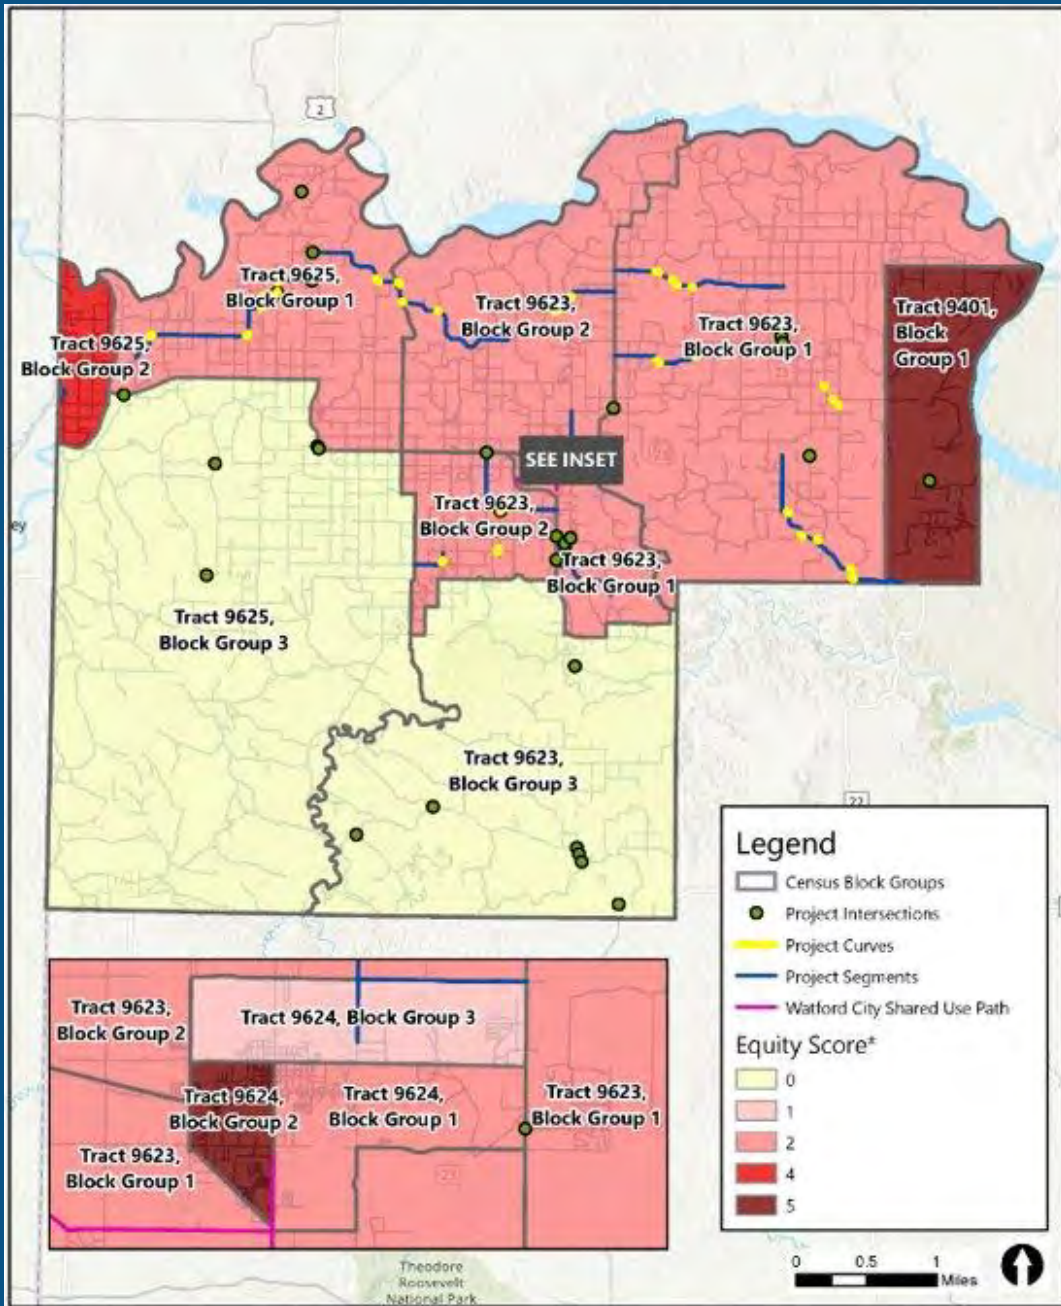 2
Tract 9625,
Block Group 1
Tract 9623,
Block Group 2
Tract 9623,
Block Group 1
Tract 9401,
Block
Group 1
Tract 9625,
Block Group 2
SEE INSET
ey
Tract 9623,
Block Group 2
Tract 9623,
Block Group 1
Tract 9625,
Block Group 3
Tract 9623,
Block Group 3
22
Legend
Census Block Groups
Project Intersections
Project Curves
Project Segments
Watford City Shared Use Path
Equity Score*
0
1
2
4
5
Tract 9623,
Block Group 2
Tract 9624, Block Group 3
Tract 9624,
Block Group 2
Tract 9624,
Block Group 1
Tract 9623,
Block Group 1
Tract 9623,
Block Group 1
23
Theodore
Roosevelt
National Park
0 0.5 1
Miles